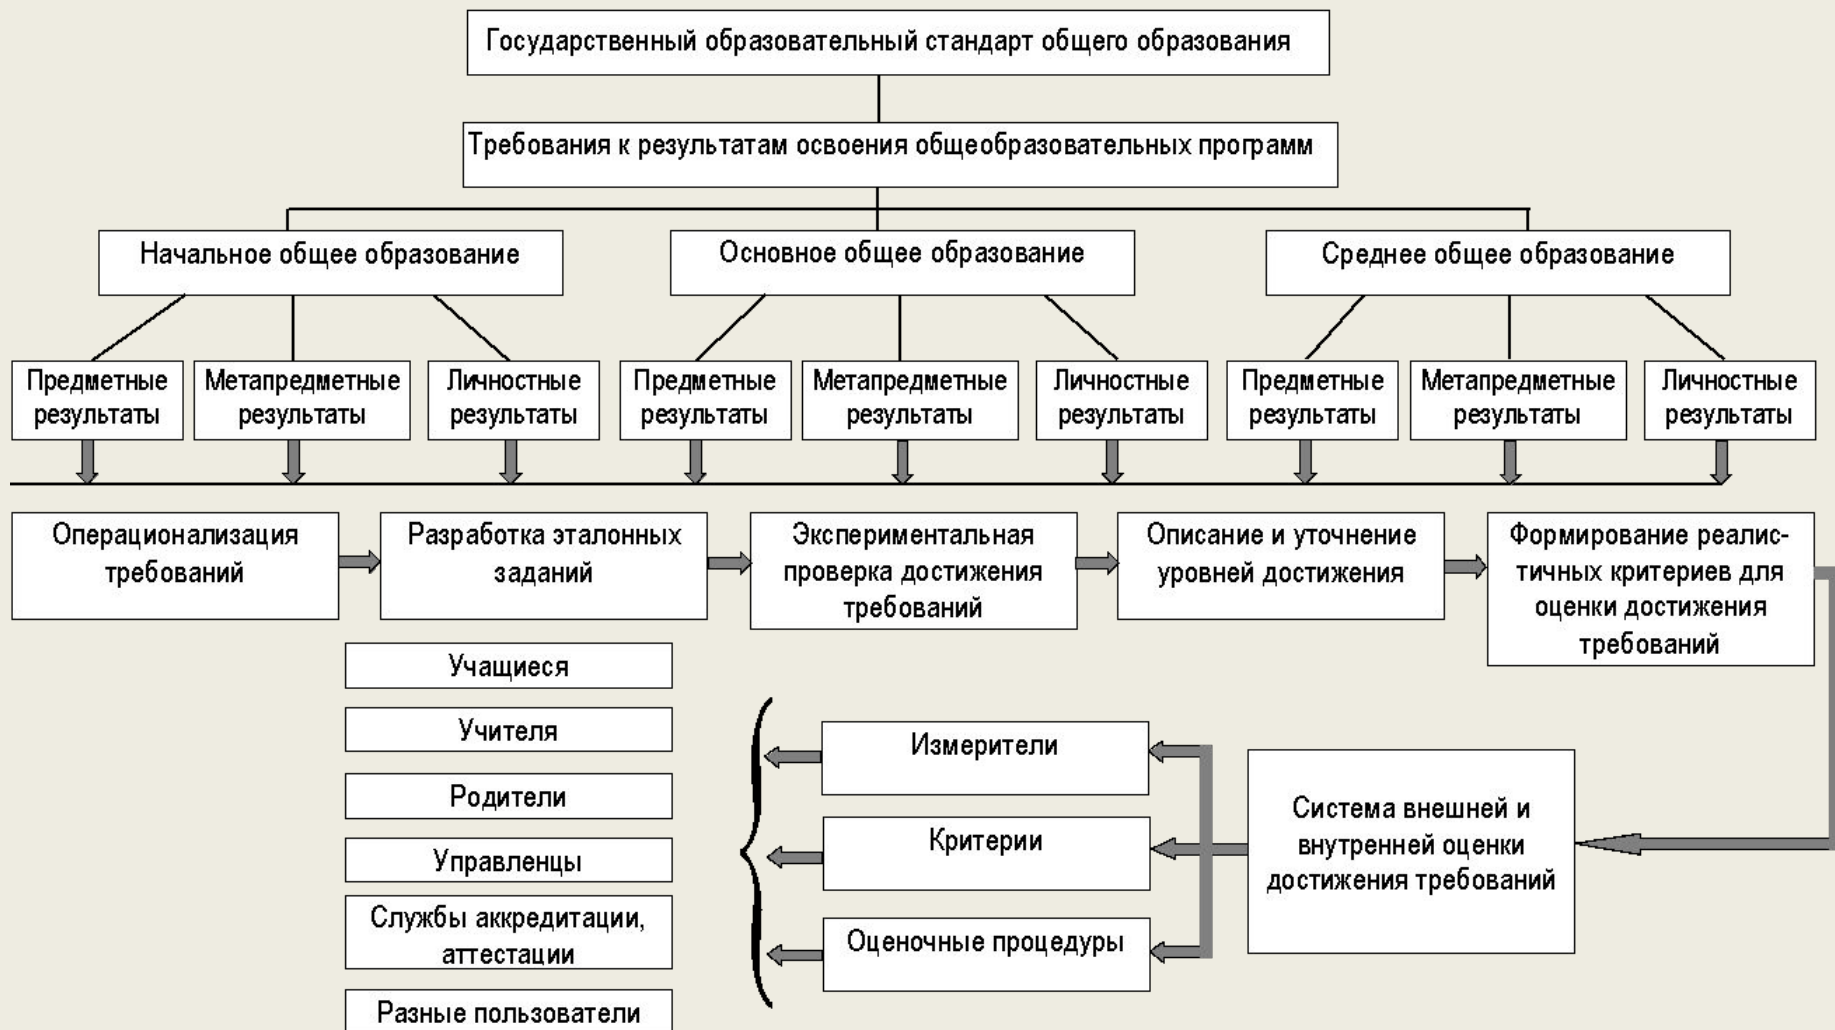 Государственный образовательный стандарт общего образования
Требования к результатам освоения общеобразовательных программ
Начальное общее образование
Основное общее образование
Среднее общее образование
Предметные
результаты
Метапредметные
результаты
Личностные
результаты
Предметные
результаты
Метапредметные
результаты
Личностные
результаты
Предметные
результаты
Метапредметные
результаты
Личностные
результаты
Операционализация
требований
Разработка эталонных
заданий
Экспериментальная
проверка достижения
требований
Описание и уточнение
уровней достижения
Формирование реалис-
тичных критериев для
оценки достижения
требований
Учащиеся
Учителя
Родители
Управленцы
Службы аккредитации,
аттестации
Разные пользователи
Измерители
Критерии
Оценочные процедуры
Система внешней и
внутренней оценки
достижения требований